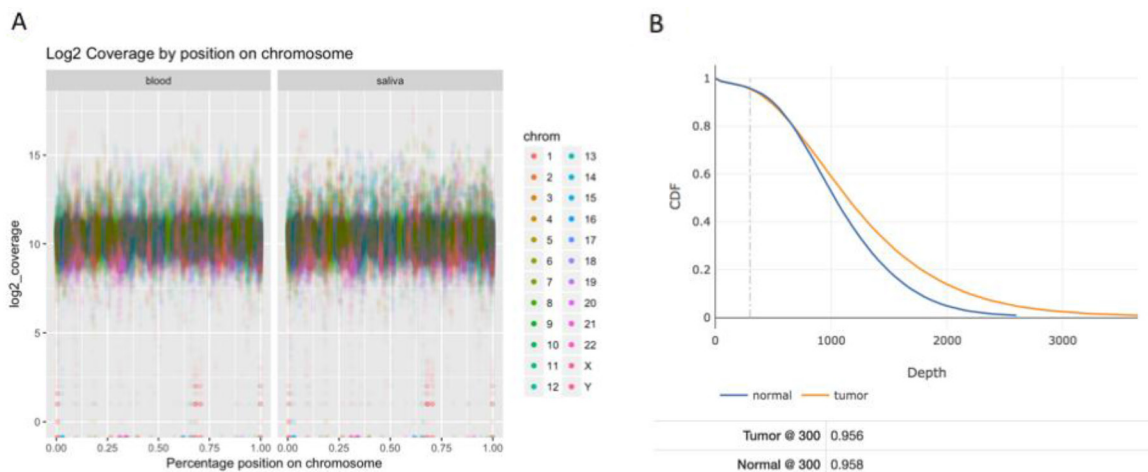 A
Log2 Coverage by position on chromosome
blood saliva
15
10
5
0
log2_coverage
0.00 0.25 0.50 0.75 1.00 0.00 0.25 0.50 0.75 1.00
Percentage position on chromosome
chrom
1 13
2 14
3 15
4 16
5 17
6 18
7 19
8 20
9 21
10 22
11 X
12 Y
B
1
0.8
0.6
0.4
0.2
0
CDF
0 1000 2000 3000
Depth
normal tumor
Tumor @ 300 0.956
Normal @ 300 0.958